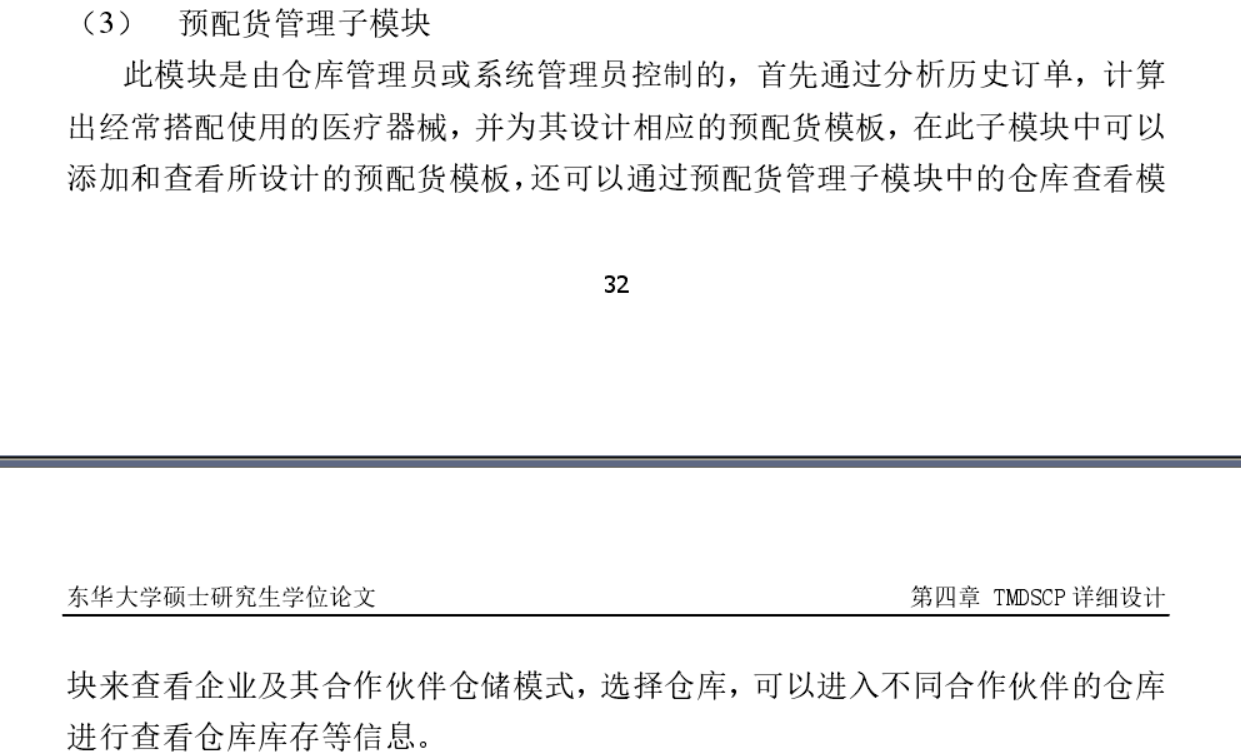 （3） 预配货管理子模块
此模块是由仓库管理员或系统管理员控制的，首先通过分析历史订单，计算
出经常搭配使用的医疗器械，并为其设计相应的预配货模板，在此子模块中可以
添加和查看所设计的预配货模板，还可以通过预配货管理子模块中的仓库查看模
32
东华大学硕士研究生学位论文 第四章 TMDSCP 详细设计
块来查看企业及其合作伙伴仓储模式，选择仓库，可以进入不同合作伙伴的仓库
进行查看仓库库存等信息。